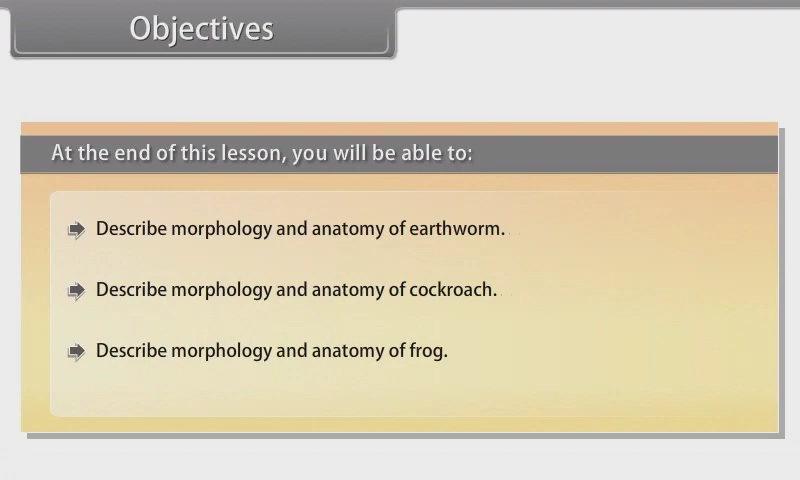 Objectives
At the end of this lesson, you will be able to:
Describe morphology and anatomy of earthworm.
Describe morphology and anatomy of cockroach.
Describe morphology and anatomy of frog.